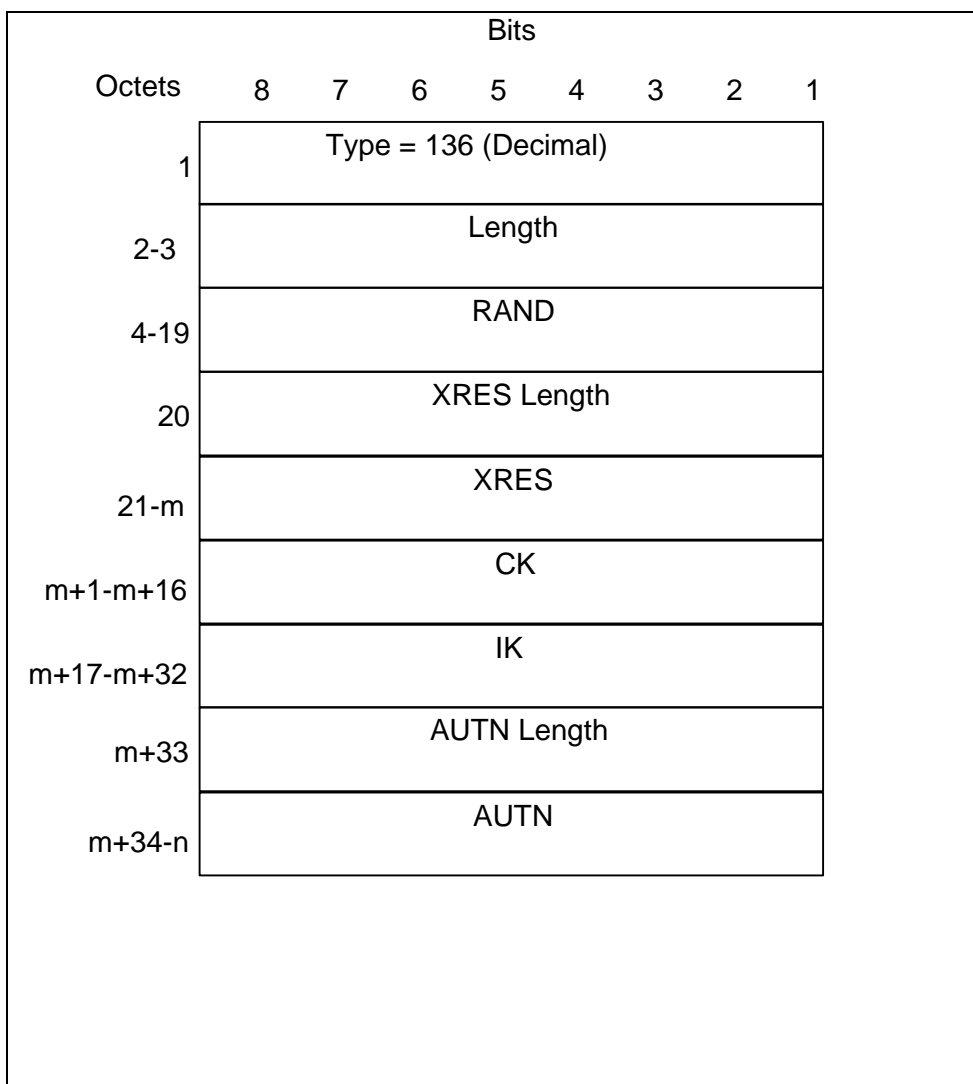 Bits
Octets 8 7 6 5 4 3 2 1
Type = 136 (Decimal)
1
Length
2-3
RAND
4-19
XRES Length
20
XRES
21-m
CK
m+1-m+16
IK
m+17-m+32
AUTN Length
m+33
AUTN
m+34-n